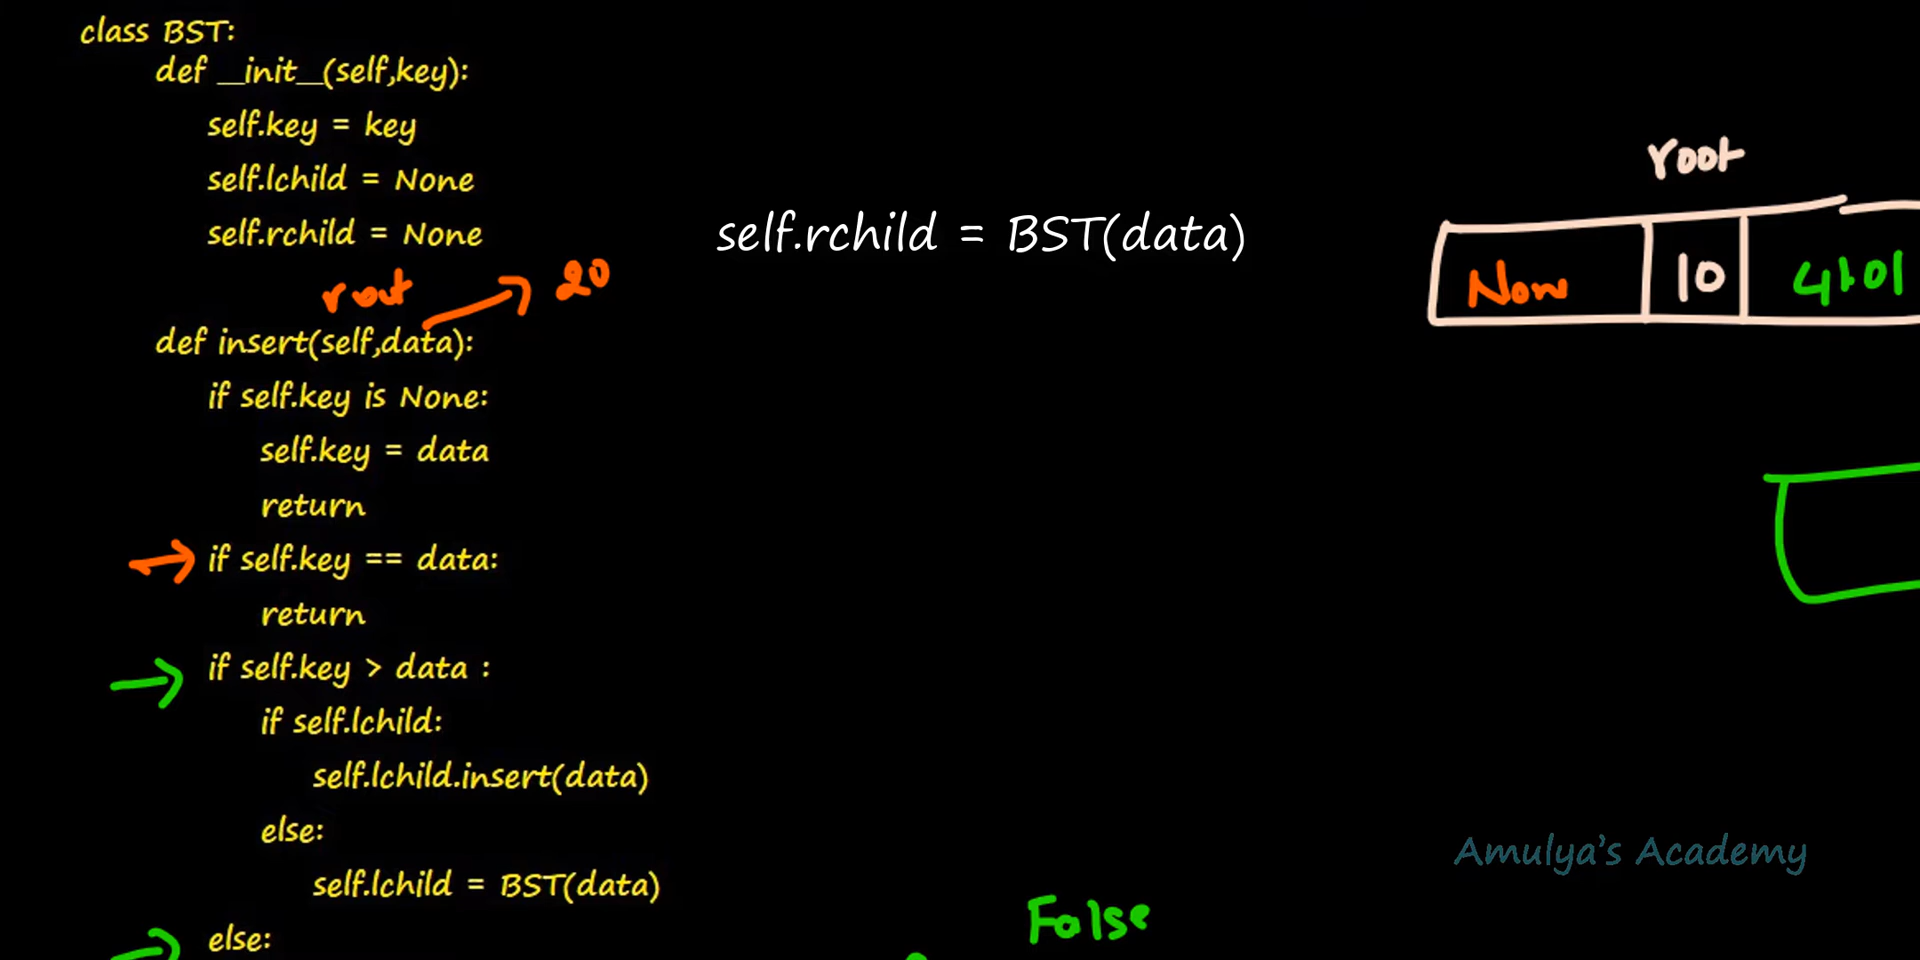 class BST:
def __init__(self,key):
self.key = key
self.lchild = None
self.rchild = None
def insert(self,data):
if self.key is None:
self.key = data
return
if self.key == data:
return
if self.key > data :
if self.lchild:
self.lchild.insert(data)
else:
self.lchild = BST(data)
else:
root
20
self.rchild = BST(data)
root
None
10
4101
False
Amulya's Academy